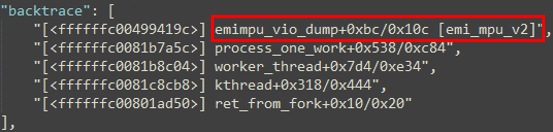 "backtrace": [
"[<ffffffc00499419c>] emimpu_vio_dump+0xbc/0x10c [emi_mpu_v2]",
"[<ffffffc0081b7a5c>] process_one_work+0x538/0xc84",
"[<ffffffc0081b8c04>] worker_thread+0x7d4/0xe34",
"[<ffffffc0081c8cb8>] kthread+0x318/0x444",
"[<ffffffc00801ad50>] ret_from_fork+0x10/0x20"
],